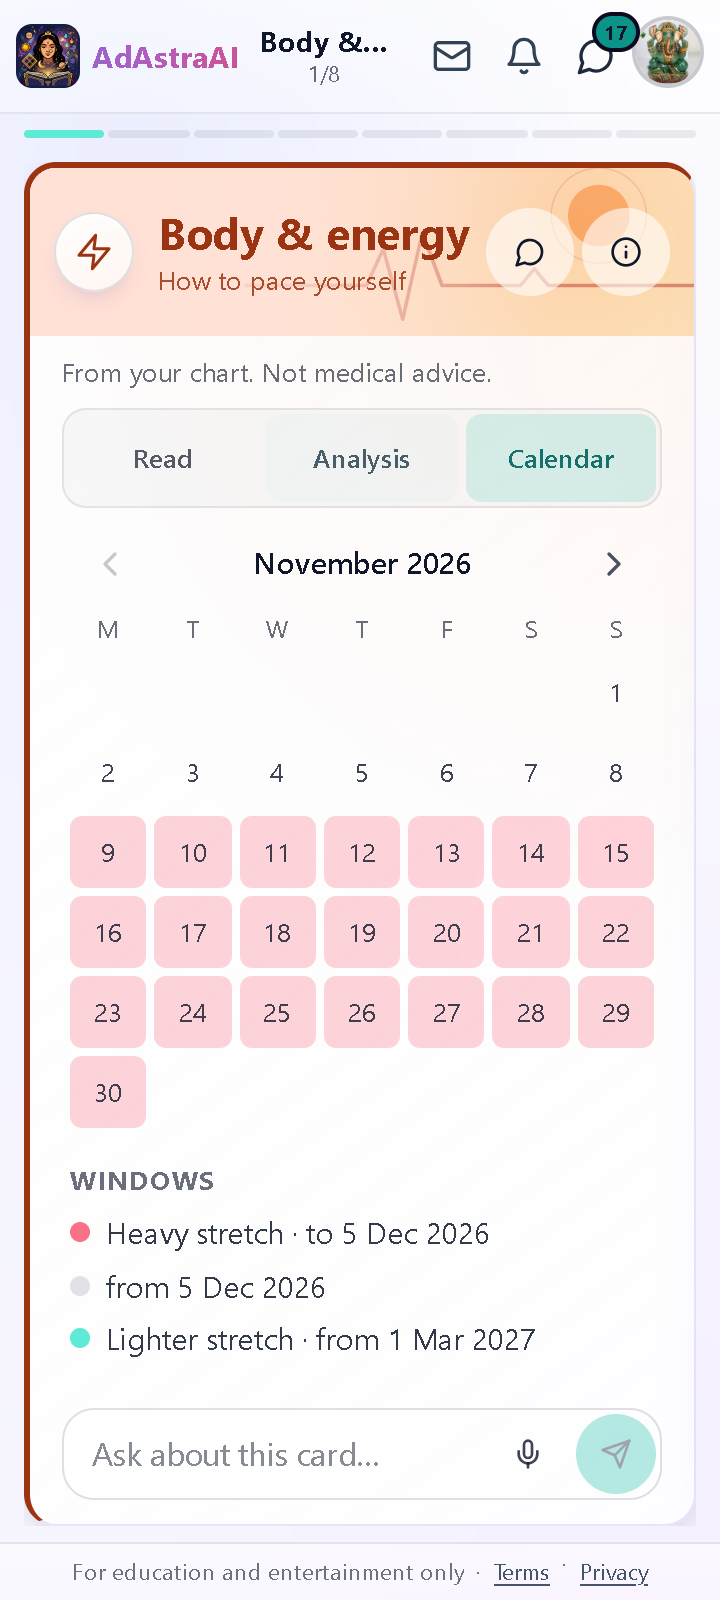 AdAstraAI
Body &...
1/8
17
Body & energy
How to pace yourself
From your chart. Not medical advice.
Read Analysis Calendar
November 2026
M T W T F S S
1
2 3 4 5 6 7 8
9 10 11 12 13 14 15
16 17 18 19 20 21 22
23 24 25 26 27 28 29
30
WINDOWS
Heavy stretch · to 5 Dec 2026
from 5 Dec 2026
Lighter stretch · from 1 Mar 2027
Ask about this card...
For education and entertainment only · Terms · Privacy